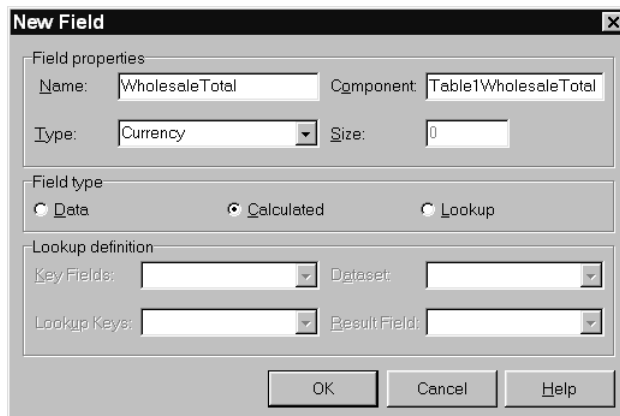 New Field
Field properties
Name: WholesaleTotal Component: Table1WholesaleTotal
Type: Currency Size: 0
Field type
Data Calculated Lookup
Lookup definition
Key Fields: Dataset:
Lookup Keys: Result Field:
OK Cancel Help